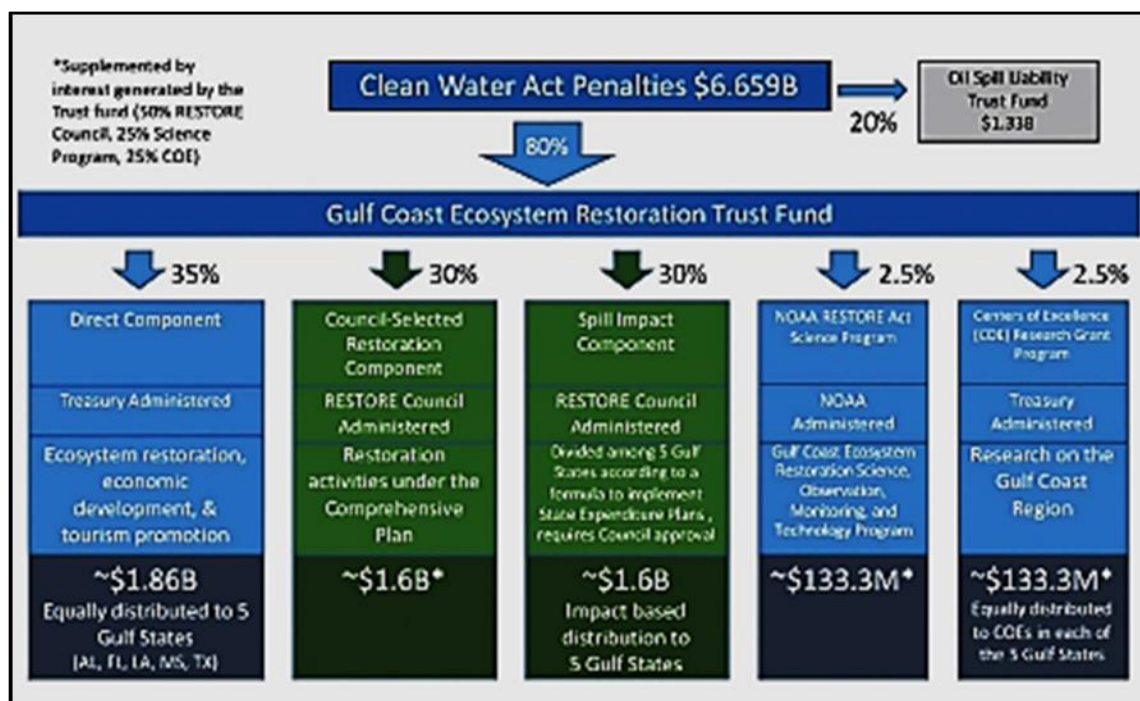 *Supplemented by
interest generated by the
Trust fund (50% RESTORE
Council, 25% Science
Program, 25% COE)
Clean Water Act Penalties $6.659B
20%
Oil Spill Liability
Trust Fund
$1.33B
80%
Gulf Coast Ecosystem Restoration Trust Fund
35%
30%
30%
2.5%
2.5%
Direct Component
Treasury Administered
Ecosystem restoration,
economic
development, &
tourism promotion
~$1.86B
Equally distributed to 5
Gulf States
(AL, FL, LA, MS, TX)
Council-Selected
Restoration
Component
RESTORE Council
Administered
Restoration
activities under the
Comprehensive
Plan
~$1.6B*
Spill Impact
Component
RESTORE Council
Administered
Divided among 5 Gulf
States according to a
formula to implement
State Expenditure Plans,
requires Council approval
~$1.6B
Impact based
distribution to
5 Gulf States
NOAA RESTORE Act
Science Program
NOAA
Administered
Gulf Coast Ecosystem
Restoration Science,
Observation,
Monitoring, and
Technology Program
~$133.3M*
Centers of Excellence
(COE) Research Grant
Program
Treasury
Administered
Research on the
Gulf Coast
Region
~$133.3M*
Equally distributed
to COEs in each of
the 5 Gulf States